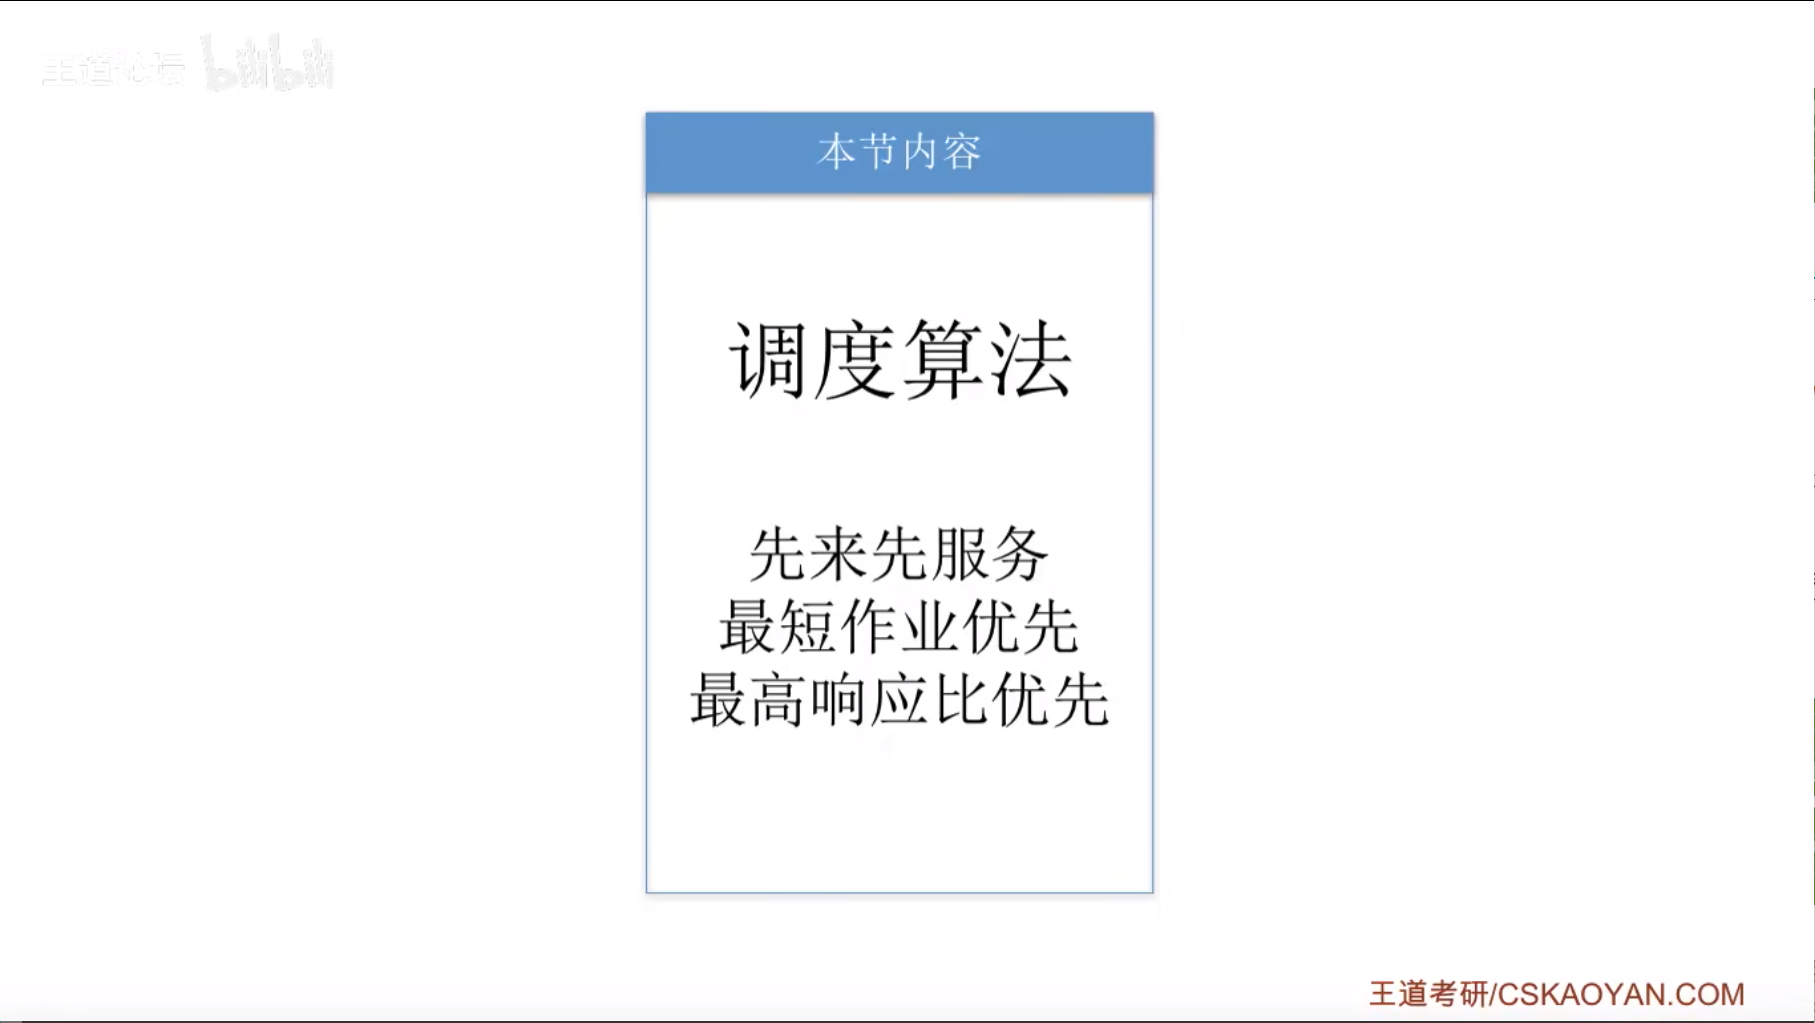 王道论坛 bilibili
本节内容
调度算法
先来先服务
最短作业优先
最高响应比优先
王道考研/CSKAOYAN.COM